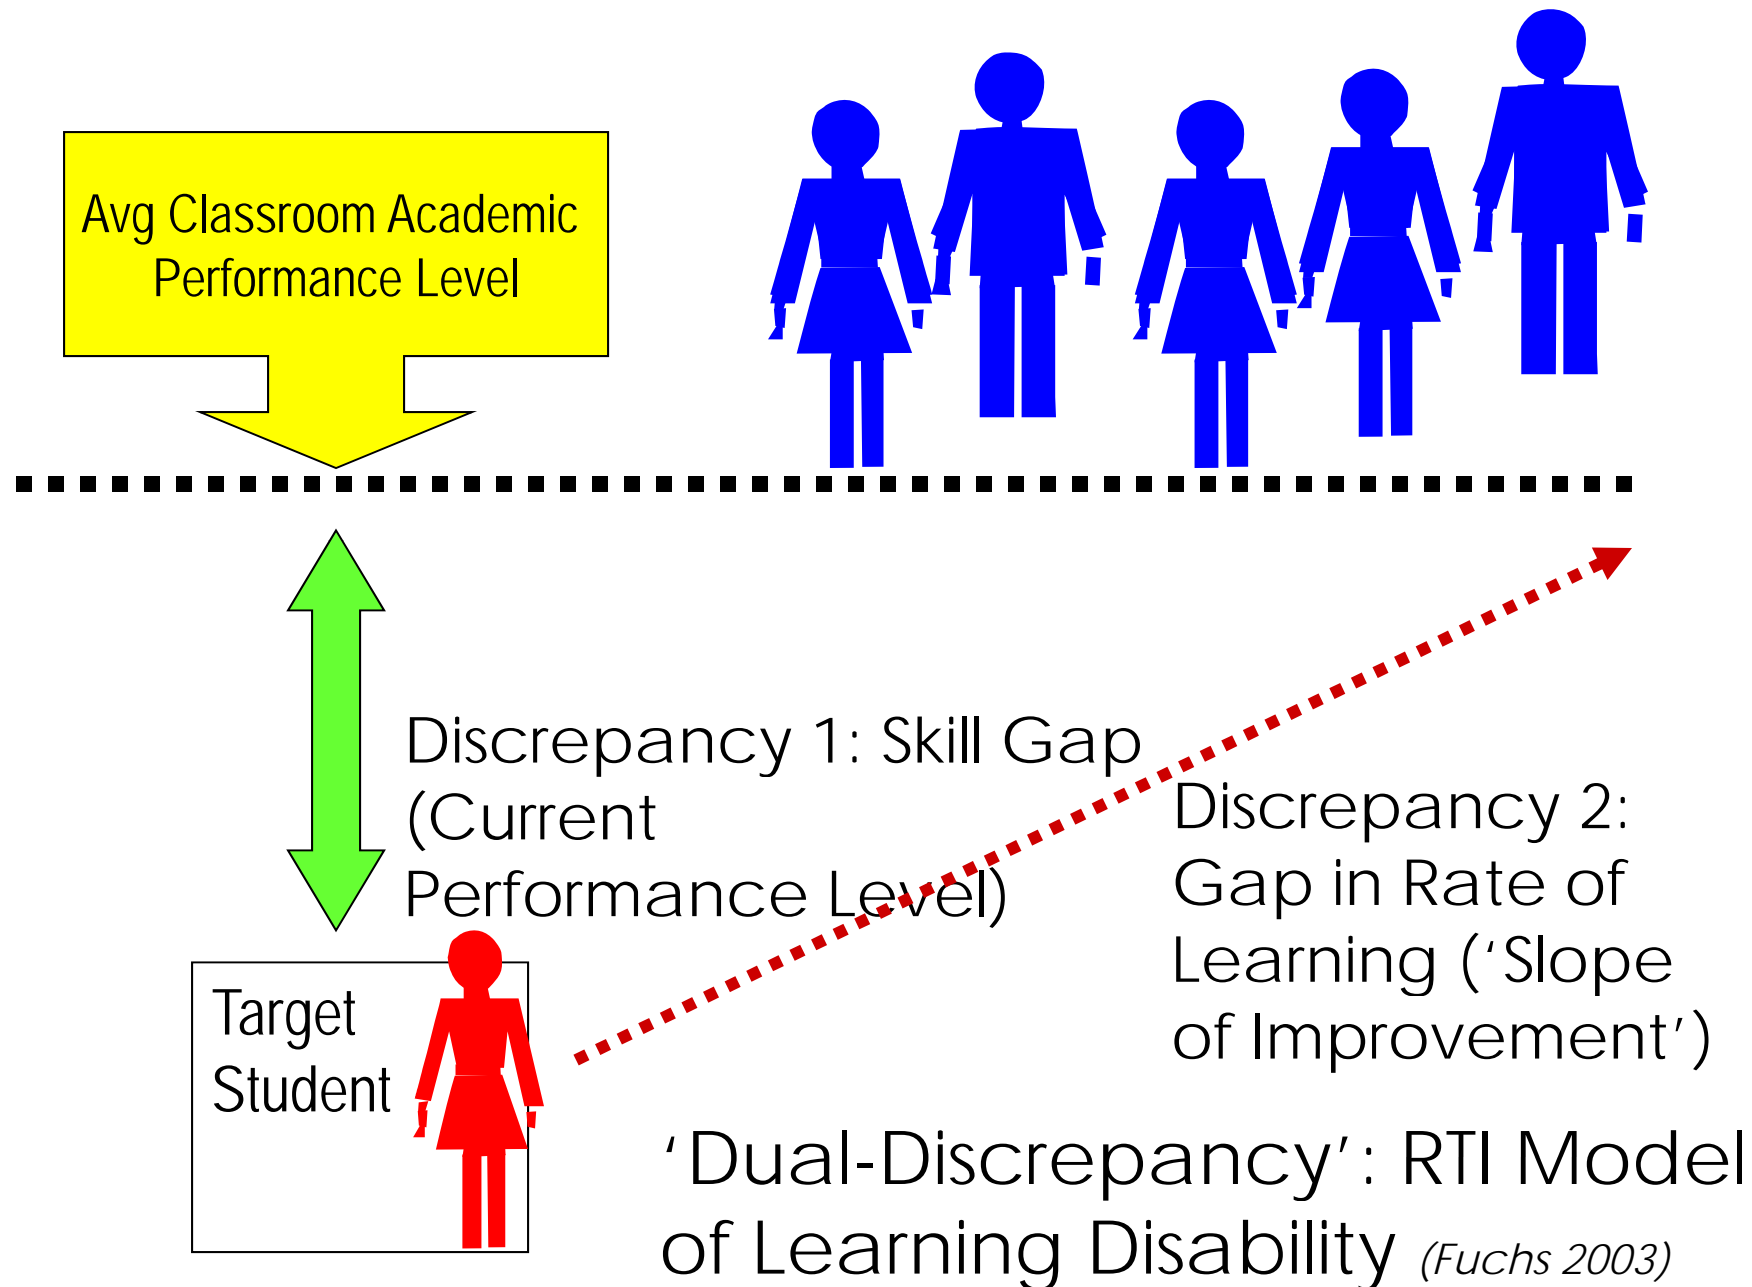 Avg Classroom Academic
Performance Level
Discrepancy 1: Skill Gap
(Current
Performance Level)
Discrepancy 2:
Gap in Rate of
Learning (‘Slope
of Improvement’)
Target
Student
‘Dual-Discrepancy’: RTI Model
of Learning Disability (Fuchs 2003)